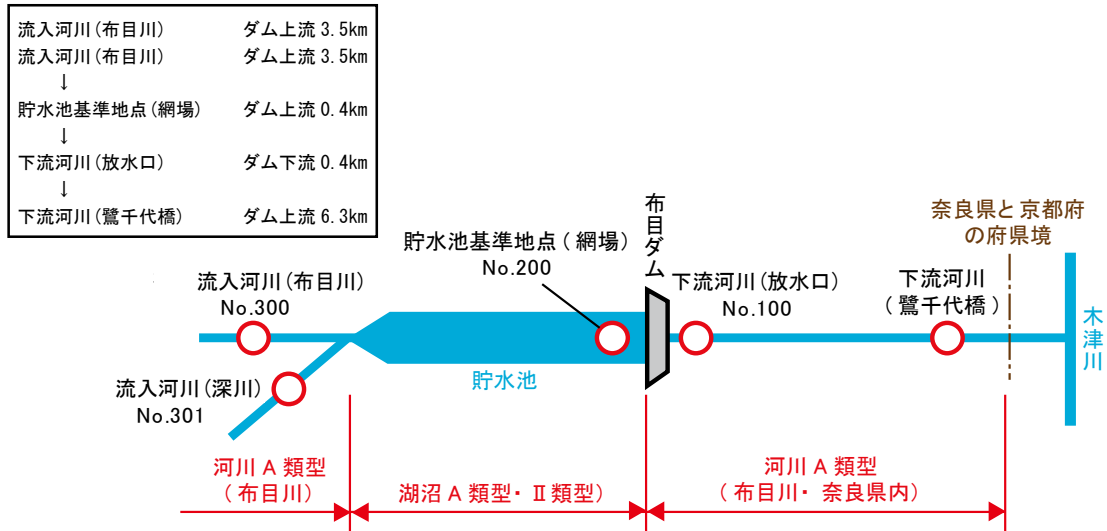 流入河川(布目川) ダム上流 3.5km
流入河川(布目川) ダム上流 3.5km
↓
貯水池基準地点(網場) ダム上流 0.4km
↓
下流河川(放水口) ダム下流 0.4km
↓
下流河川(鷺千代橋) ダム上流 6.3km
布目ダム
奈良県と京都府
の府県境
貯水池基準地点(網場)
No.200
流入河川(布目川)
No.300
下流河川(放水口)
No.100
下流河川
(鷺千代橋)
木津川
流入河川(深川)
No.301
貯水池
河川A類型
(布目川)
湖沼A類型・Ⅱ類型)
河川A類型
(布目川・奈良県内)